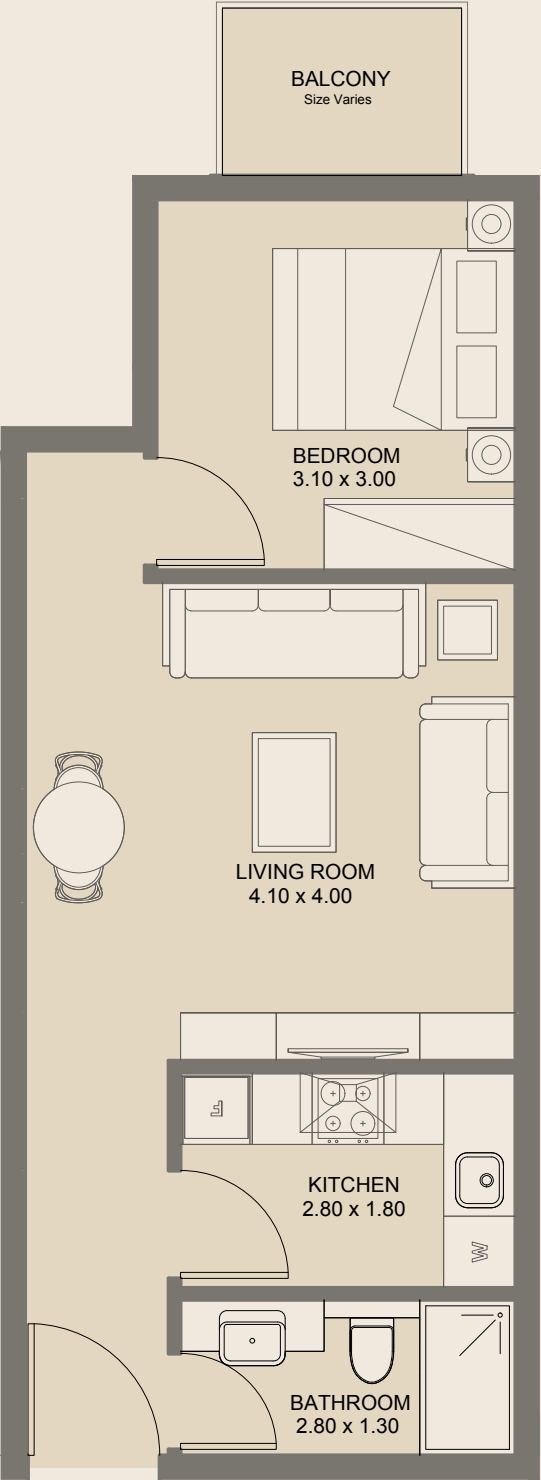 BALCONY
Size Varies
BEDROOM
3.10 x 3.00
LIVING ROOM
4.10 x 4.00
F
KITCHEN
2.80 x 1.80
W
BATHROOM
2.80 x 1.30